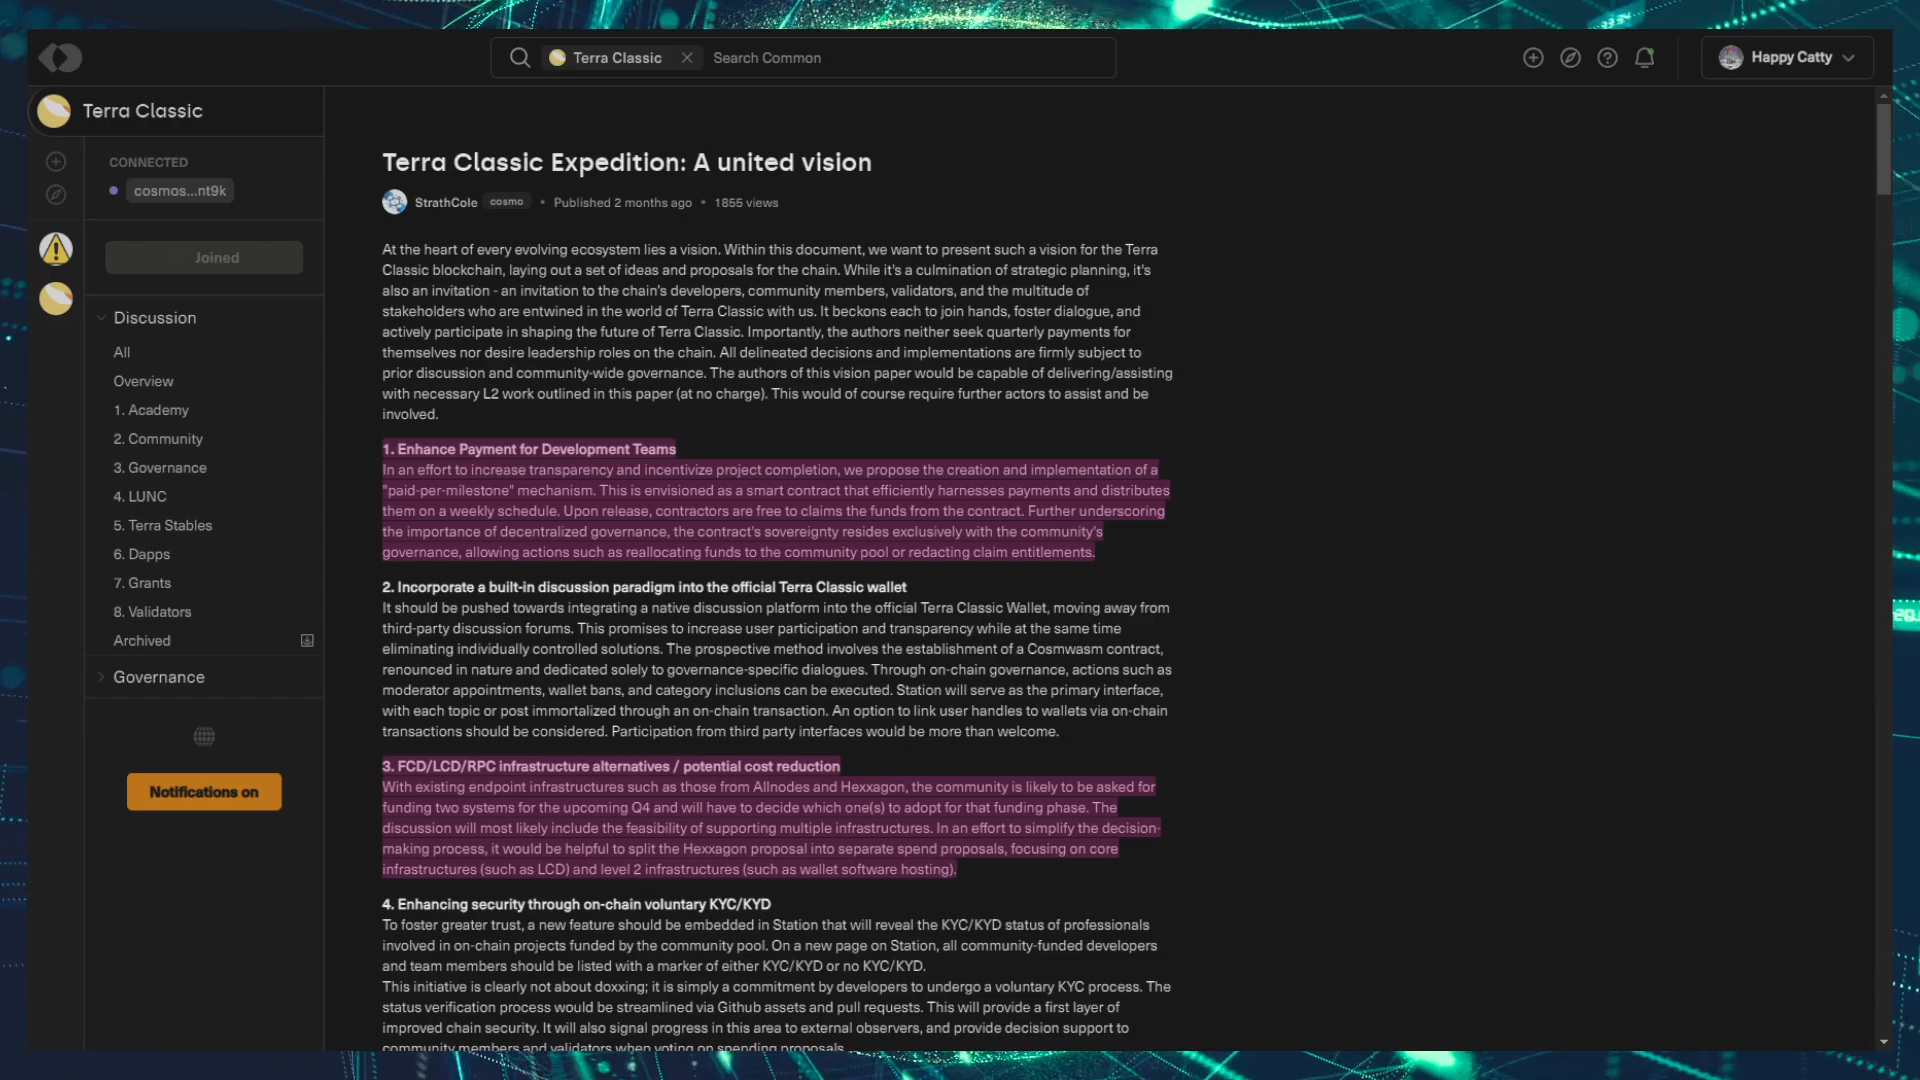 Terra Classic
Search Common
Happy Catty
Terra Classic
CONNECTED
cosmos...nt9k
Joined
Discussion
All
Overview
1. Academy
2. Community
3. Governance
4. LUNC
5. Terra Stables
6. Dapps
7. Grants
8. Validators
Archived
Governance
Notifications on
Terra Classic Expedition: A united vision
StrathCole cosmo • Published 2 months ago • 1855 views
At the heart of every evolving ecosystem lies a vision. Within this document, we want to present such a vision for the Terra
Classic blockchain, laying out a set of ideas and proposals for the chain. While it's a culmination of strategic planning, it's
also an invitation - an invitation to the chain's developers, community members, validators, and the multitude of
stakeholders who are entwined in the world of Terra Classic with us. It beckons each to join hands, foster dialogue, and
actively participate in shaping the future of Terra Classic. Importantly, the authors neither seek quarterly payments for
themselves nor desire leadership roles on the chain. All delineated decisions and implementations are firmly subject to
prior discussion and community-wide governance. The authors of this vision paper would be capable of delivering/assisting
with necessary L2 work outlined in this paper (at no charge). This would of course require further actors to assist and be
involved.
1. Enhance Payment for Development Teams
In an effort to increase transparency and incentivize project completion, we propose the creation and implementation of a
"paid-per-milestone" mechanism. This is envisioned as a smart contract that efficiently harnesses payments and distributes
them on a weekly schedule. Upon release, contractors are free to claims the funds from the contract. Further underscoring
the importance of decentralized governance, the contract's sovereignty resides exclusively with the community's
governance, allowing actions such as reallocating funds to the community pool or redacting claim entitlements.
2. Incorporate a built-in discussion paradigm into the official Terra Classic wallet
It should be pushed towards integrating a native discussion platform into the official Terra Classic Wallet, moving away from
third-party discussion forums. This promises to increase user participation and transparency while at the same time
eliminating individually controlled solutions. The prospective method involves the establishment of a Cosmwasm contract,
renounced in nature and dedicated solely to governance-specific dialogues. Through on-chain governance, actions such as
moderator appointments, wallet bans, and category inclusions can be executed. Station will serve as the primary interface,
with each topic or post immortalized through an on-chain transaction. An option to link user handles to wallets via on-chain
transactions should be considered. Participation from third party interfaces would be more than welcome.
3. FCD/LCD/RPC infrastructure alternatives / potential cost reduction
With existing endpoint infrastructures such as those from Allnodes and Hexxagon, the community is likely to be asked for
funding two systems for the upcoming Q4 and will have to decide which one(s) to adopt for that funding phase. The
discussion will most likely include the feasibility of supporting multiple infrastructures. In an effort to simplify the decision-
making process, it would be helpful to split the Hexxagon proposal into separate spend proposals, focusing on core
infrastructures (such as LCD) and level 2 infrastructures (such as wallet software hosting).
4. Enhancing security through on-chain voluntary KYC/KYD
To foster greater trust, a new feature should be embedded in Station that will reveal the KYC/KYD status of professionals
involved in on-chain projects funded by the community pool. On a new page on Station, all community-funded developers
and team members should be listed with a marker of either KYC/KYD or no KYC/KYD.
This initiative is clearly not about doxxing; it is simply a commitment by developers to undergo a voluntary KYC process. The
status verification process would be streamlined via Github assets and pull requests. This will provide a first layer of
improved chain security. It will also signal progress in this area to external observers, and provide decision support to
community members and validators when voting on spending proposals.